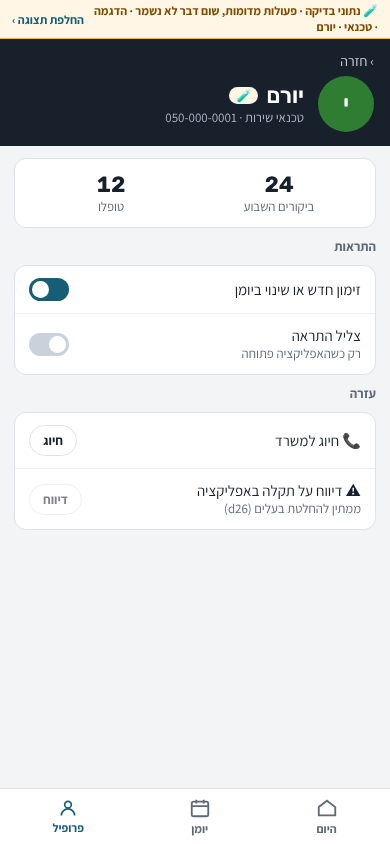 🧪 נתוני בדיקה · פעולות מדומות, שום דבר לא נשמר · הדגמה
· טכנאי · יורם
החלפת תצוגה ›
› חזרה
י
יורם 🧪
טכנאי שירות · 050-000-0001
24
ביקורים השבוע
12
טופלו
התראות
זימון חדש או שינוי ביומן
צליל התראה
רק כשהאפליקציה פתוחה
עזרה
📞 חיוג למשרד
חיוג
⚠ דיווח על תקלה באפליקציה
ממתין להחלטת בעלים (d26)
דיווח
היום
יומן
פרופיל